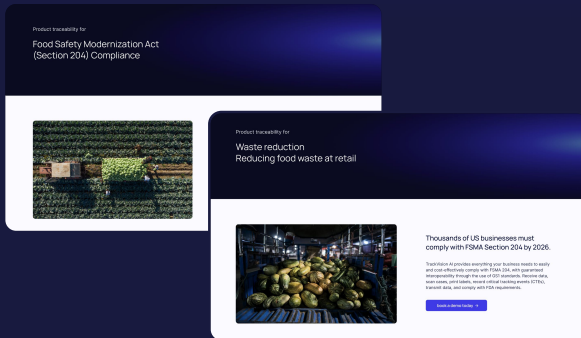 Product traceability for
Food Safety Modernization Act
(Section 204) Compliance
Product traceability for
Waste reduction
Reducing food waste at retail
Thousands of US businesses must
comply with FSMA Section 204 by 2026.
TrackVision AI provides everything your business needs to easily
and cost-effectively comply with FSMA 204, with guaranteed
interoperability through the use of GS1 standards. Receive data,
scan cases, print labels, record critical tracking events (CTEs),
transmit data, and comply with FDA requirements.
book a demo today →